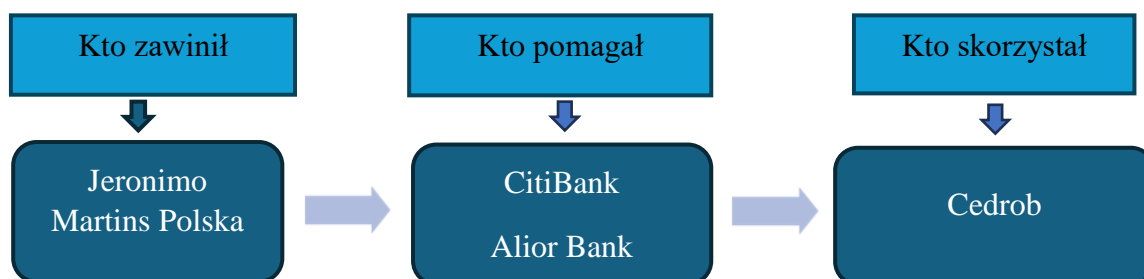 Kto zawinił
Kto pomagał
Kto skorzystał
Jeronimo
Martins Polska
CitiBank
Alior Bank
Cedrob